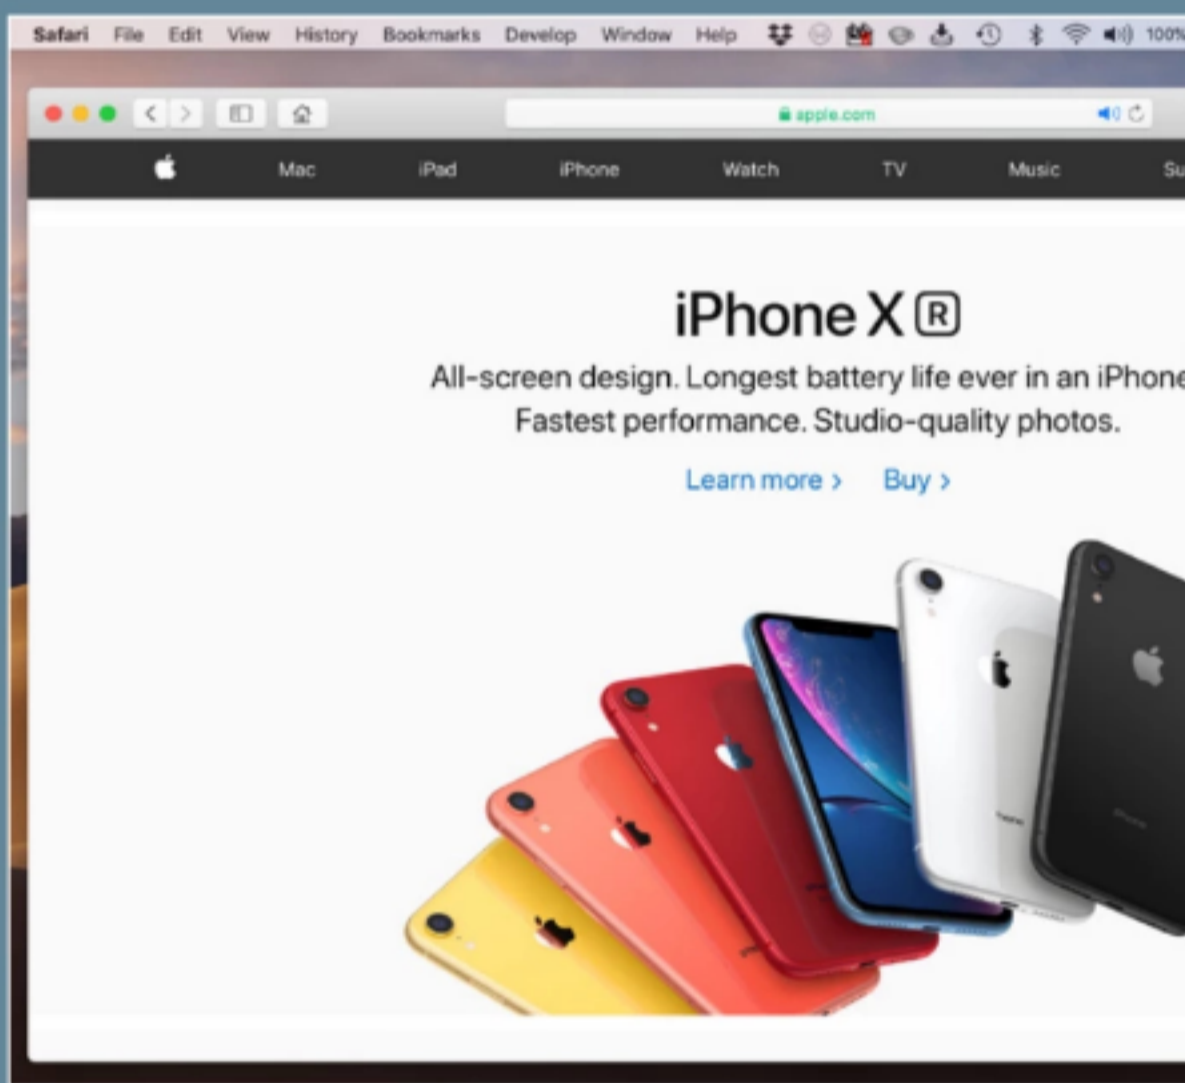 Safari File Edit View History Bookmarks Develop Window Help 100%
apple.com
Mac iPad iPhone Watch TV Music Su
iPhone XR
All-screen design. Longest battery life ever in an iPhone
Fastest performance. Studio-quality photos.
Learn more > Buy >